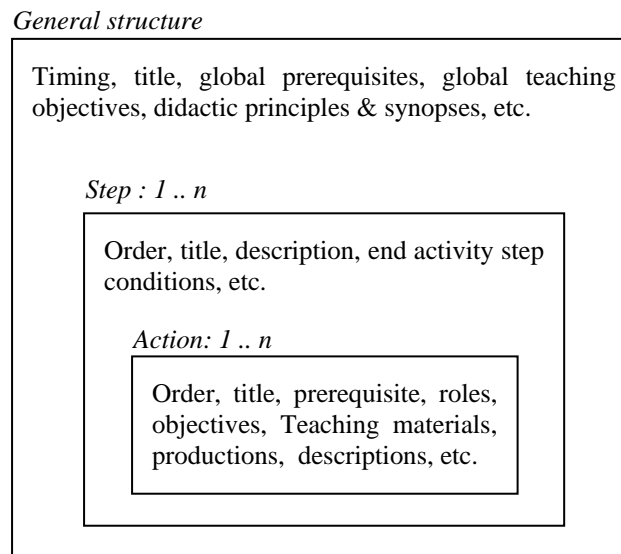 General structure
Timing, title, global prerequisites, global teaching
objectives, didactic principles & synopses, etc.
Step : 1 .. n
Order, title, description, end activity step
conditions, etc.
Action: 1 .. n
Order, title, prerequisite, roles,
objectives, Teaching materials,
productions, descriptions, etc.